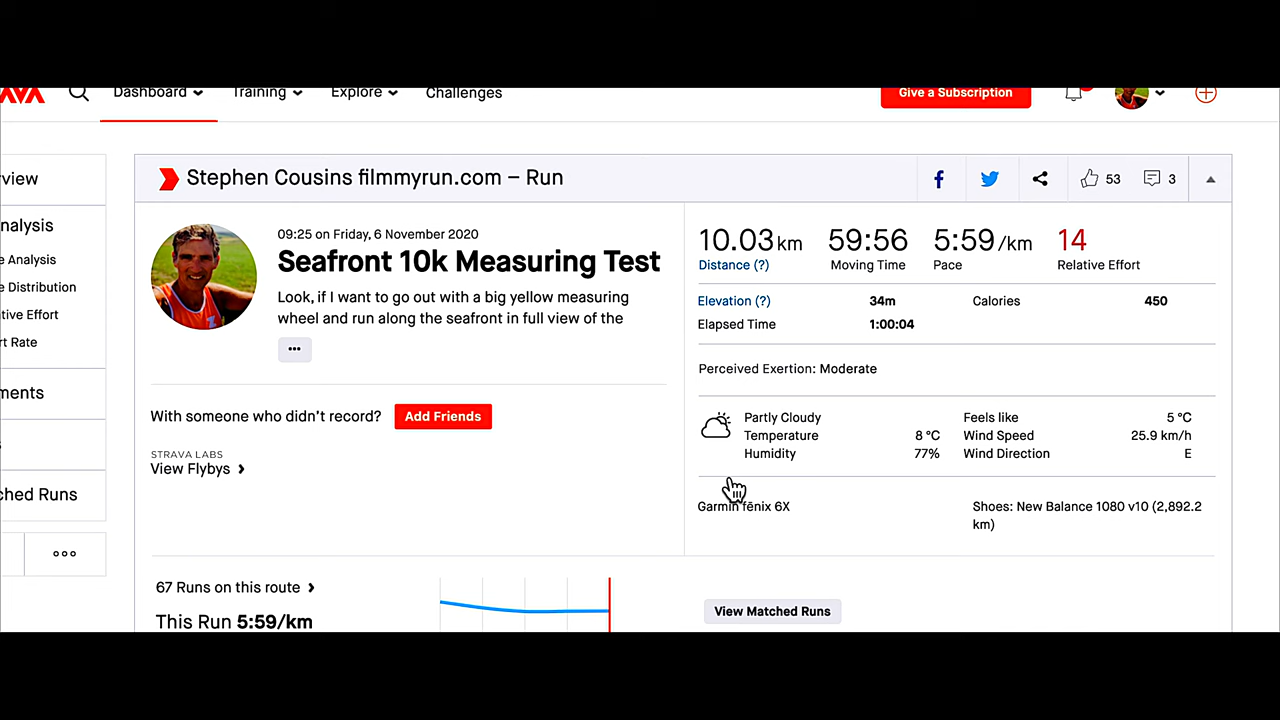 Dashboard Training Explore Challenges Give a Subscription
Stephen Cousins filmmyrun.com – Run 53 3
09:25 on Friday, 6 November 2020
Seafront 10k Measuring Test
Look, if I want to go out with a big yellow measuring
wheel and run along the seafront in full view of the
•••
With someone who didn't record? Add Friends
STRAVA LABS
View Flybys
10.03 km 59:56 5:59 /km 14
Distance (?) Moving Time Pace Relative Effort
Elevation (?) 34m Calories 450
Elapsed Time 1:00:04
Perceived Exertion: Moderate
Partly Cloudy Feels like 5 °C
Temperature 8 °C Wind Speed 25.9 km/h
Humidity 77% Wind Direction E
Garmin fēnix 6X Shoes: New Balance 1080 v10 (2,892.2
km)
67 Runs on this route
This Run 5:59/km
View Matched Runs
view
nalysis
e Analysis
e Distribution
tive Effort
rt Rate
ments
s
ched Runs